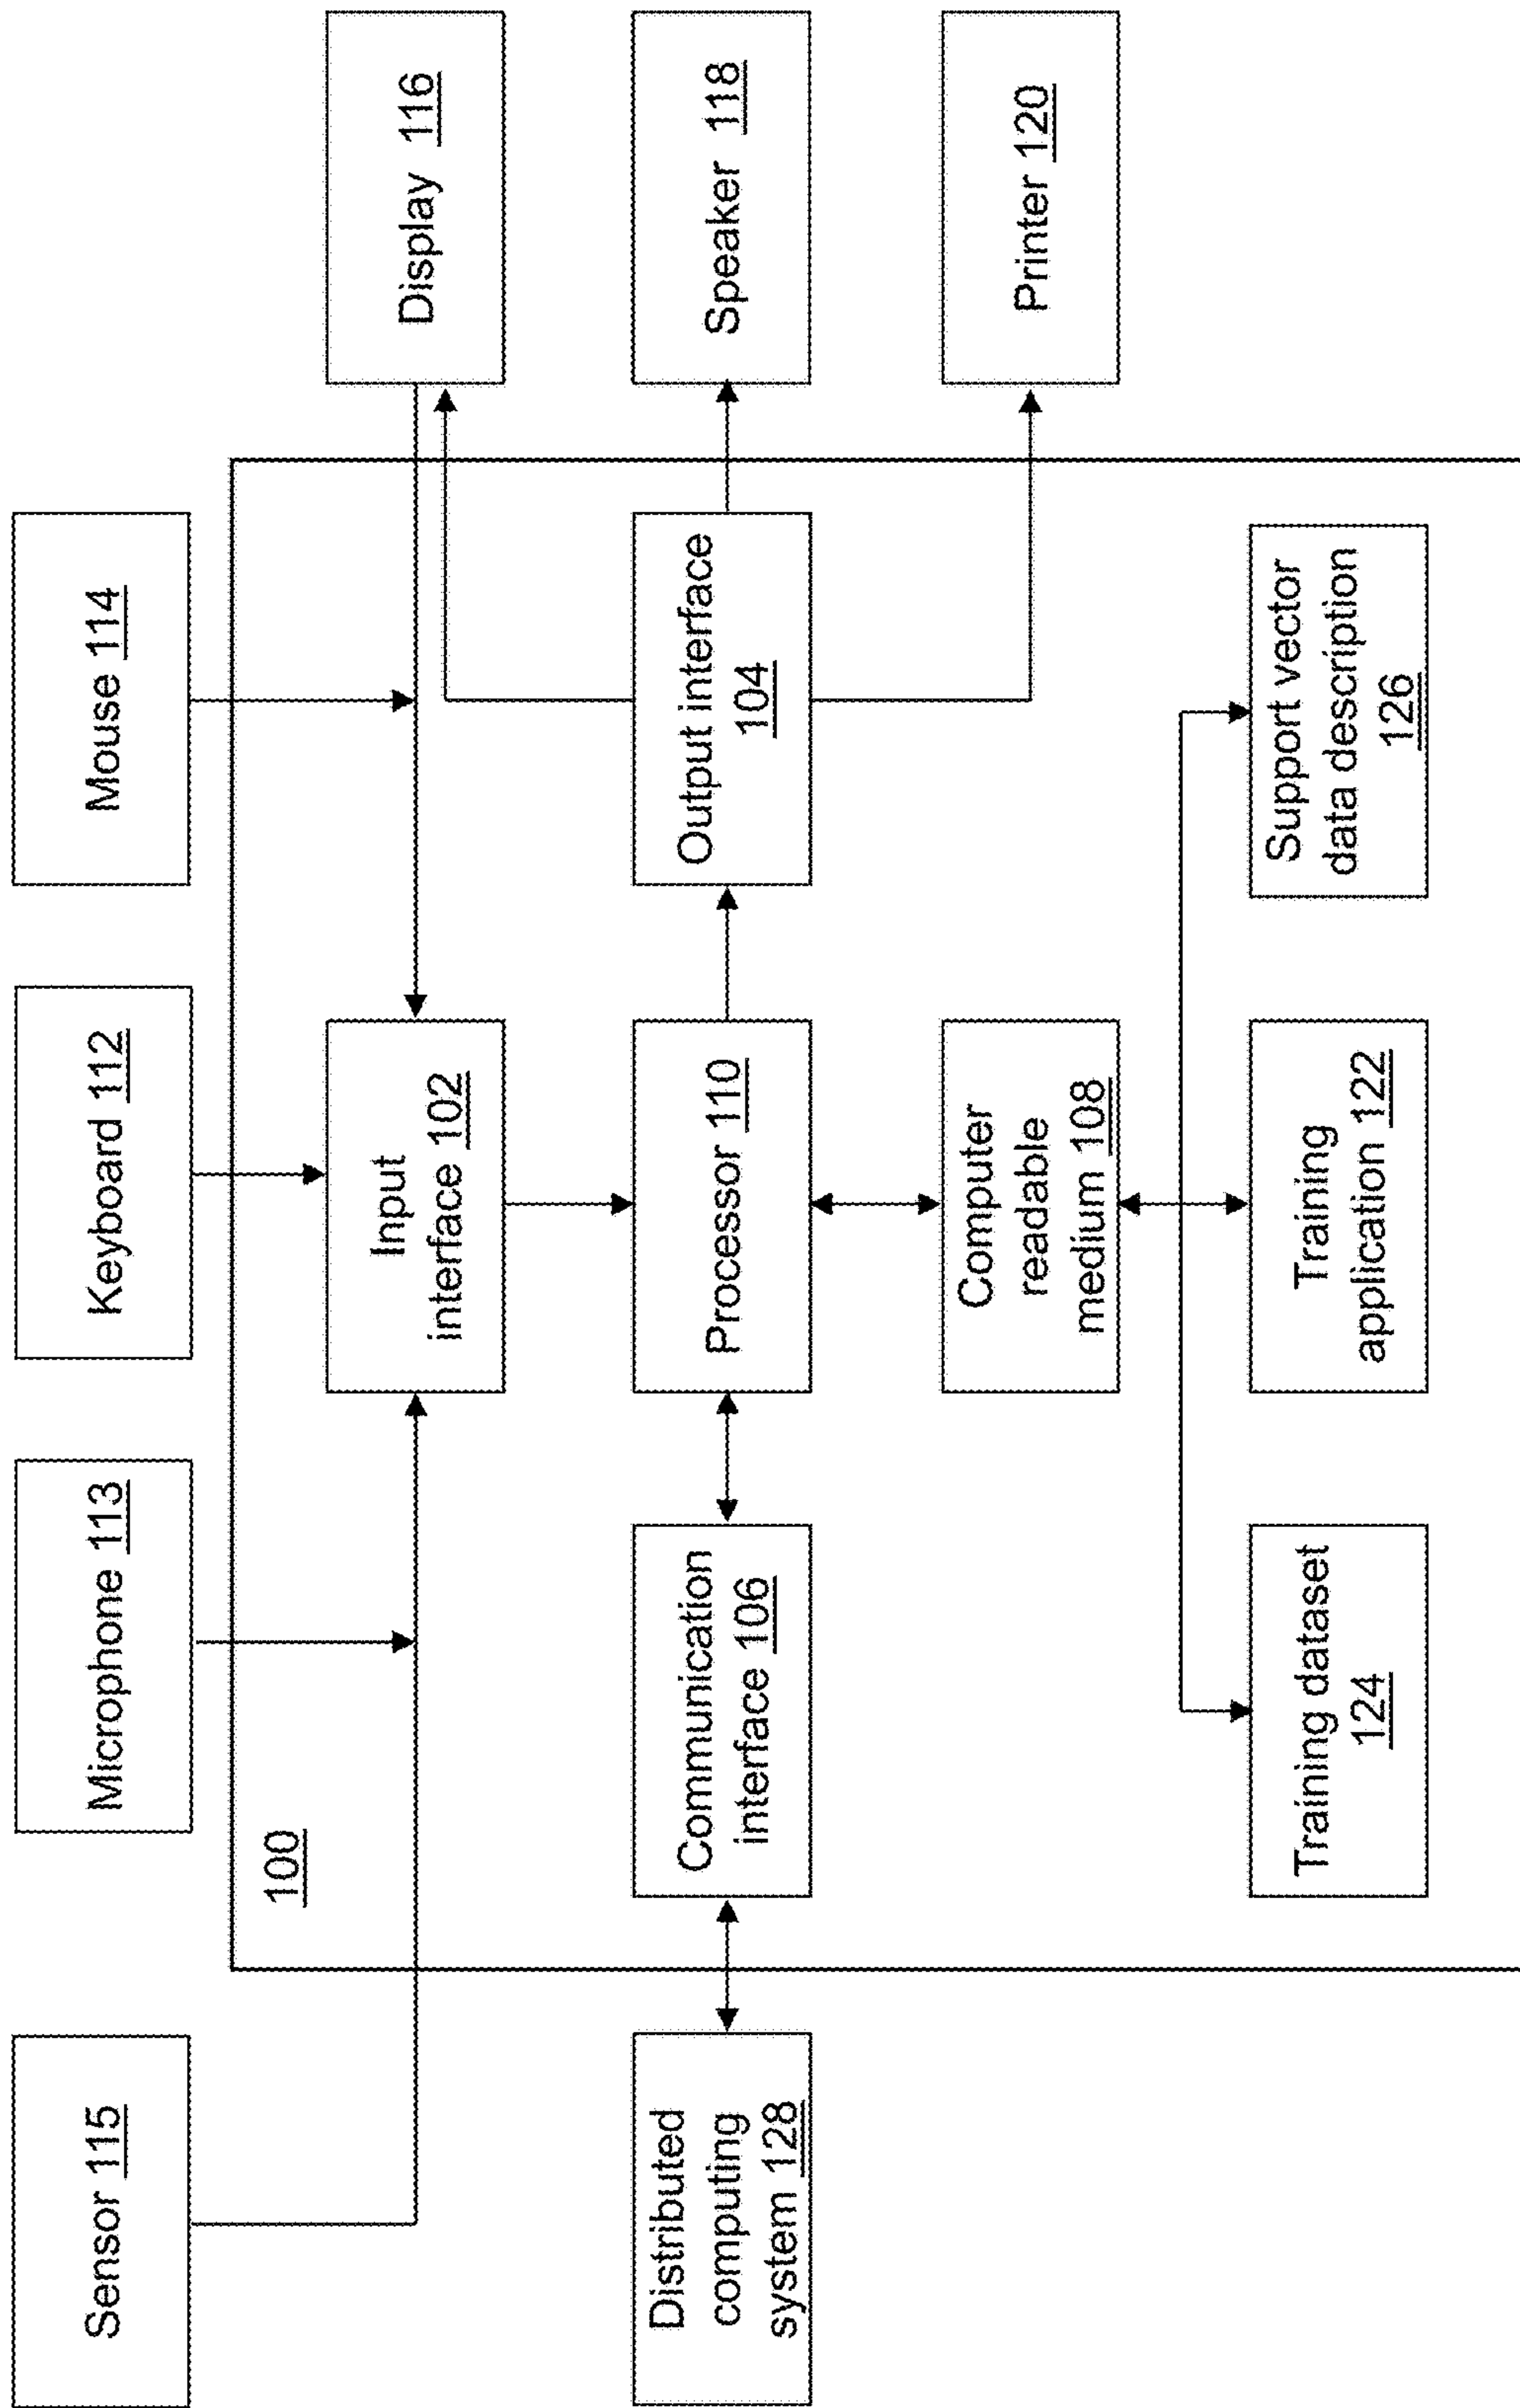 Sensor 115
Microphone 113
Keyboard 112
Mouse 114
100
Input
interface 102
Display 116
Distributed
computing
system 128
Communication
interface 106
Processor 110
Output interface
104
Speaker 118
Computer
readable
medium 108
Printer 120
Training dataset
124
Training
application 122
Support vector
data description
126